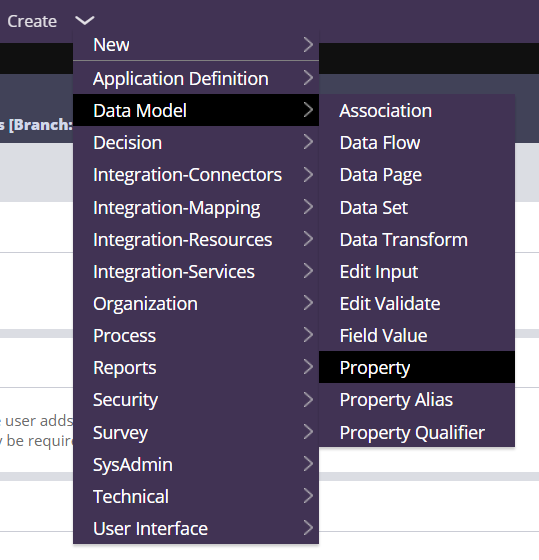 Create
New
Application Definition
s [Branch:
Data Model
Association
Decision
Data Flow
Integration-Connectors
Data Page
Integration-Mapping
Data Set
Integration-Resources
Data Transform
Integration-Services
Edit Input
Organization
Edit Validate
Process
Field Value
Reports
Property
Security
Property Alias
e user adds
Survey
Property Qualifier
y be requir
SysAdmin
Technical
User Interface